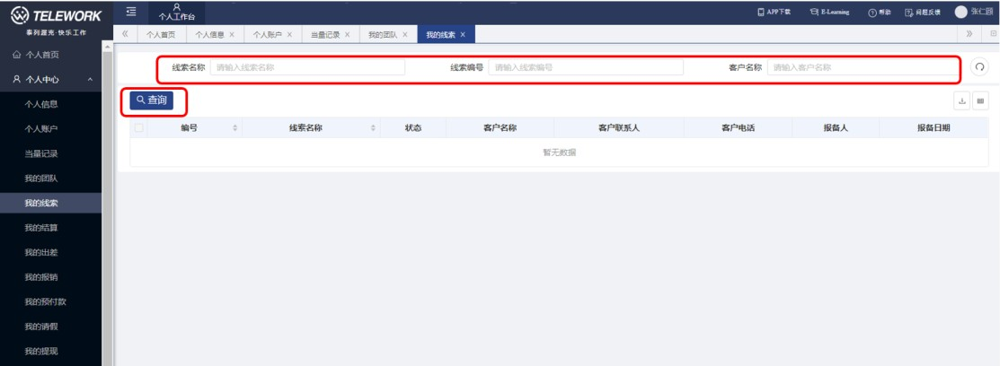 TELEWORK
泰列渥克·快乐工作
个人工作台
APP下载 E-Learning 帮助 问题反馈 张仁颐
个人首页 个人信息 × 个人账户 × 当量记录 × 我的团队 × 我的线索 ×
个人首页
个人中心
个人信息
个人账户
当量记录
我的团队
我的线索
我的结算
我的出差
我的报销
我的预付款
我的请假
我的提现
线索名称 请输入线索名称 线索编号 请输入线索编号 客户名称 请输入客户名称
查询
编号 线索名称 状态 客户名称 客户联系人 客户电话 报备人 报备日期
暂无数据